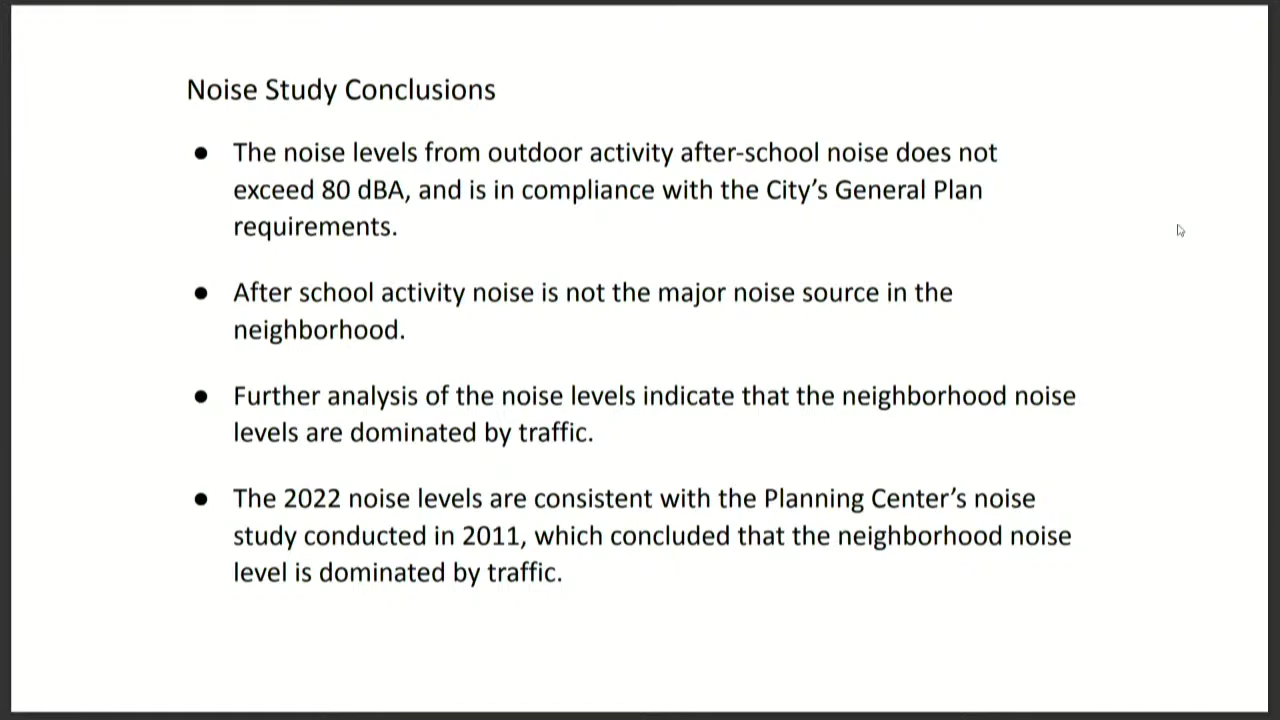 Noise Study Conclusions
● The noise levels from outdoor activity after-school noise does not
exceed 80 dBA, and is in compliance with the City’s General Plan
requirements.
● After school activity noise is not the major noise source in the
neighborhood.
● Further analysis of the noise levels indicate that the neighborhood noise
levels are dominated by traffic.
● The 2022 noise levels are consistent with the Planning Center’s noise
study conducted in 2011, which concluded that the neighborhood noise
level is dominated by traffic.